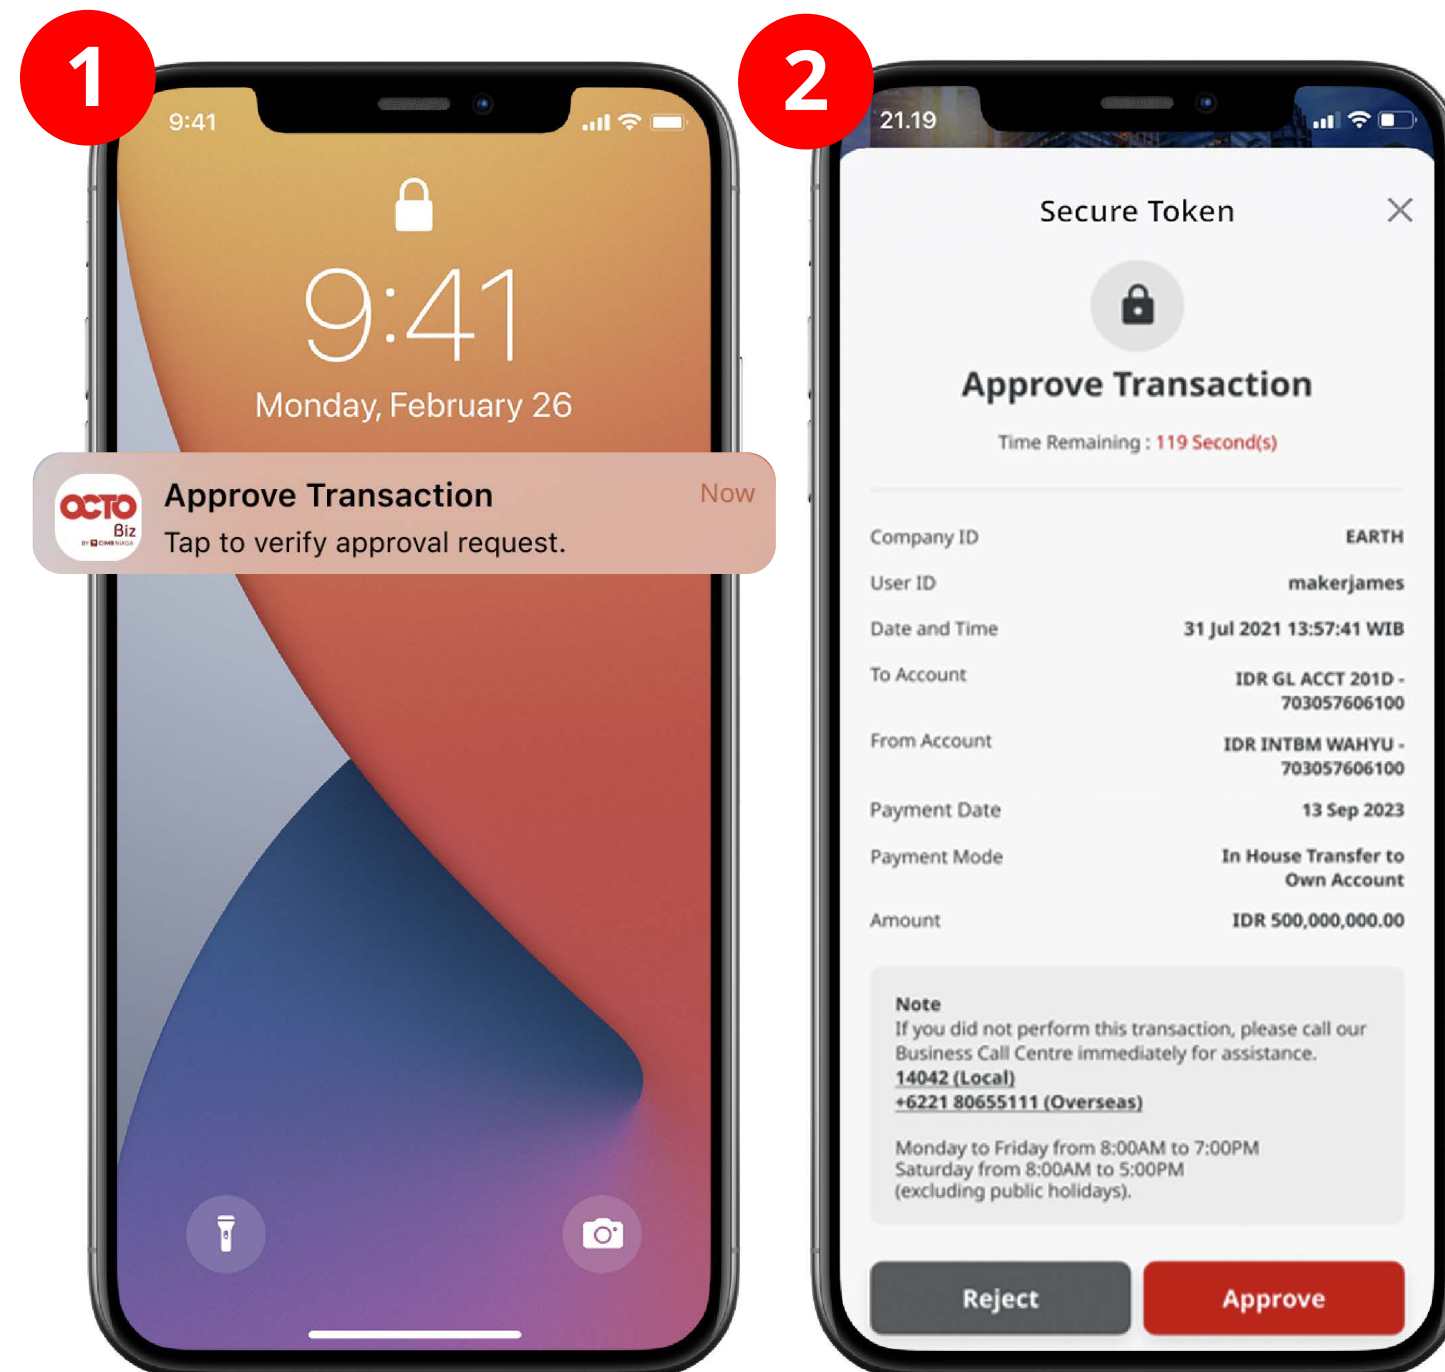 1
9:41
9:41
Monday, February 26
OCTO
Biz
BY CIMB NIAGA
Approve Transaction
Now
Tap to verify approval request.
2
21.19
Secure Token
Approve Transaction
Time Remaining : 119 Second(s)
Company ID EARTH
User ID makerjames
Date and Time 31 Jul 2021 13:57:41 WIB
To Account IDR GL ACCT 201D -
703057606100
From Account IDR INTBM WAHYU -
703057606100
Payment Date 13 Sep 2023
Payment Mode In House Transfer to
Own Account
Amount IDR 500,000,000.00
Note
If you did not perform this transaction, please call our
Business Call Centre immediately for assistance.
14042 (Local)
+6221 80655111 (Overseas)
Monday to Friday from 8:00AM to 7:00PM
Saturday from 8:00AM to 5:00PM
(excluding public holidays).
Reject
Approve